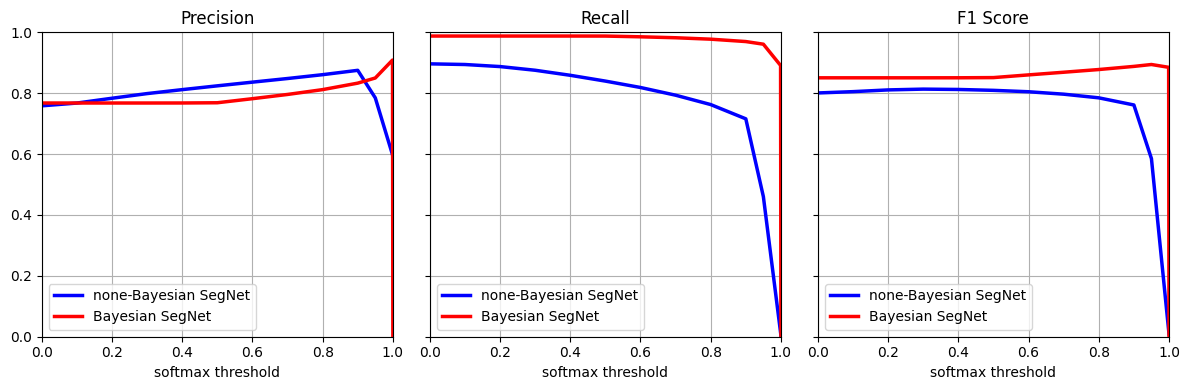 Precision
Recall
F1 Score
1.0
0.8
0.6
0.4
0.2
0.0
none-Bayesian SegNet
Bayesian SegNet
none-Bayesian SegNet
Bayesian SegNet
none-Bayesian SegNet
Bayesian SegNet
0.0 0.2 0.4 0.6 0.8 1.0
0.0 0.2 0.4 0.6 0.8 1.0
0.0 0.2 0.4 0.6 0.8 1.0
softmax threshold
softmax threshold
softmax threshold